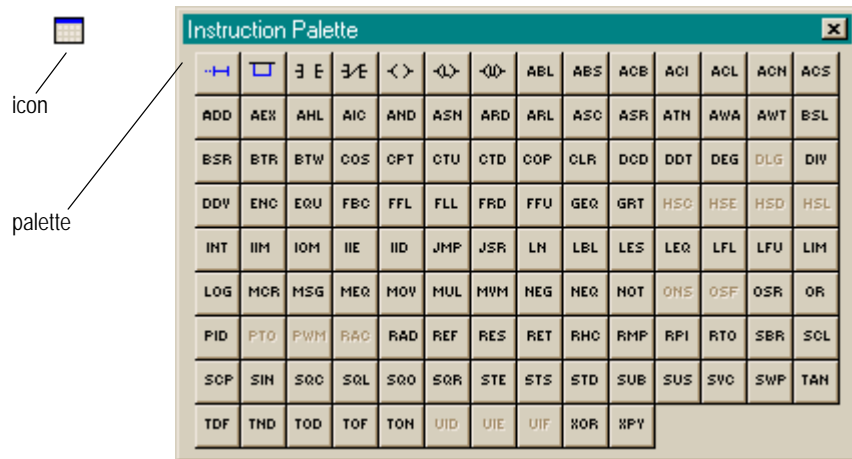 Instruction Palette
icon
palette
ABL ABS ACB ACI ACL ACN ACS
ADD AEX AHL AIC AND ASN ARD ARL ASC ASR ATN AWA AWT BSL
BSR BTR BTW COS CPT CTU CTD COP CLR DCD DDT DEG DLG DIV
DDV ENC EQU FBC FFL FLL FRD FFU GEQ GRT HSC HSE HSD HSL
INT IIM IOM IIE IID JMP JSR LN LBL LES LEQ LFL LFU LIM
LOG MCR MSG MEQ MOV MUL MVM NEG NEQ NOT ONS OSF OSR OR
PID PTO PWM RAC RAD REF RES RET RHC RMP RPI RTO SBR SCL
SCP SIN SQC SQL SQO SQR STE STS STD SUB SUS SVC SWP TAN
TDF TND TOD TOF TON UID UIE UIF XOR XPY